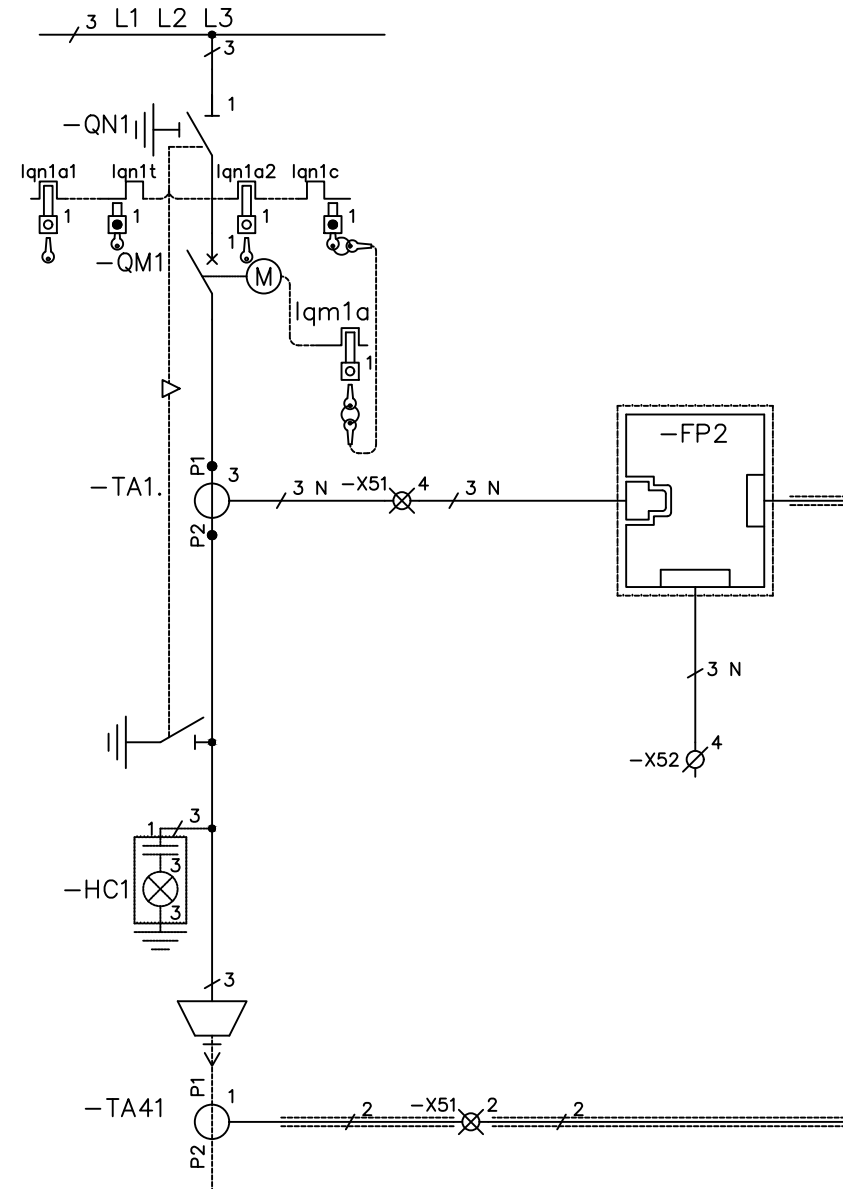 3 L1 L2 L3
3
1
-QN1
Iqn1a1 Iqn1t Iqn1a2 Iqn1c
1 1 1 1
1
-QM1
M
Iqm1a
1
P1
-TA1. 3
3 N -X51 4 3 N
-FP2
P2
3 N
-X52 4
1 3
3
-HC1
3
3
P1
-TA41 1
2 -X51 2 2
P2